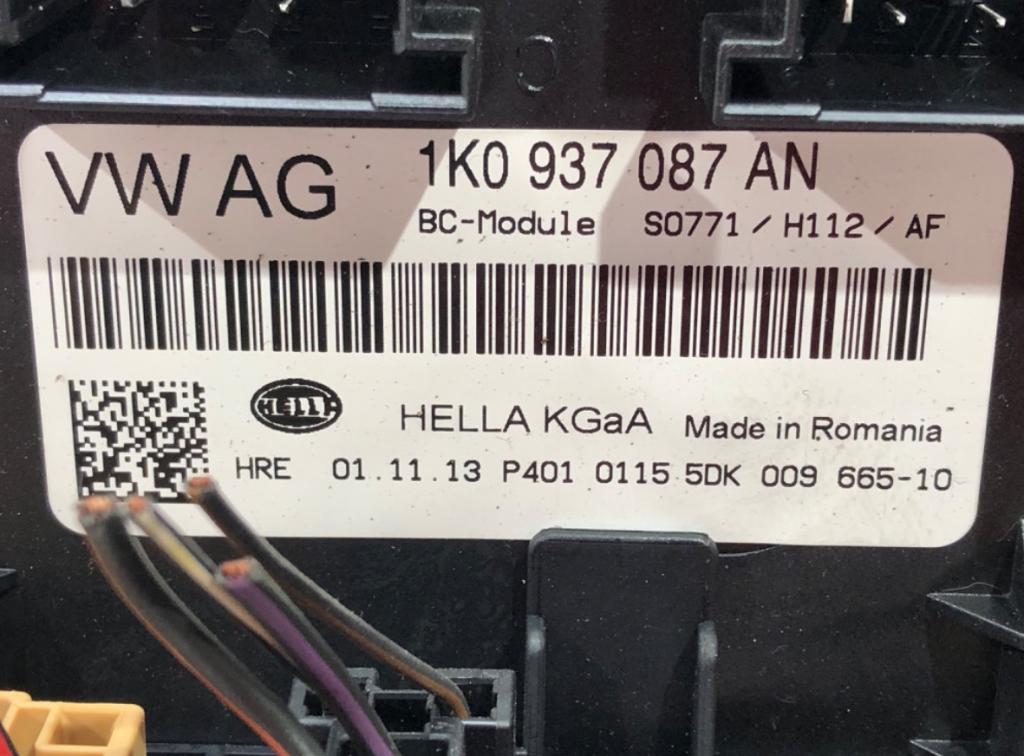 VW AG 1K0 937 087 AN
BC-Module S0771 / H112 / AF
HELLA HELLA KGaA Made in Romania
HRE 01.11.13 P401 0115 5DK 009 665-10